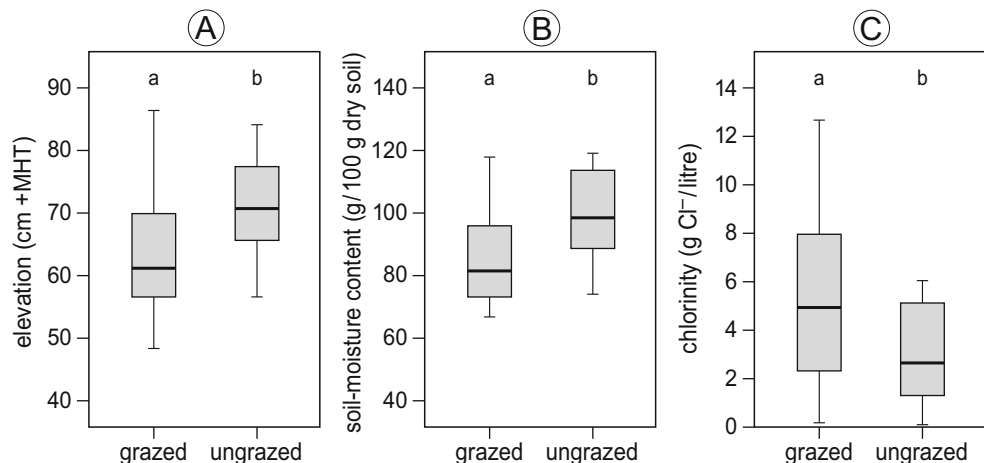 A
B
C
elevation (cm +MHT)
90
80
70
60
50
40
a
b
grazed
ungrazed
soil-moisture content (g/100 g dry soil)
140
120
100
80
60
40
a
b
grazed
ungrazed
chlorinity (g Cl⁻/litre)
14
12
10
8
6
4
2
0
a
b
grazed
ungrazed